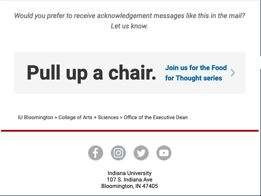 Would you prefer to receive acknowledgement messages like this in the mail?
Let us know.
Pull up a chair.
Join us for the Food
for Thought series
IU Bloomington > College of Arts + Sciences > Office of the Executive Dean
Indiana University
107 S. Indiana Ave
Bloomington, IN 47405